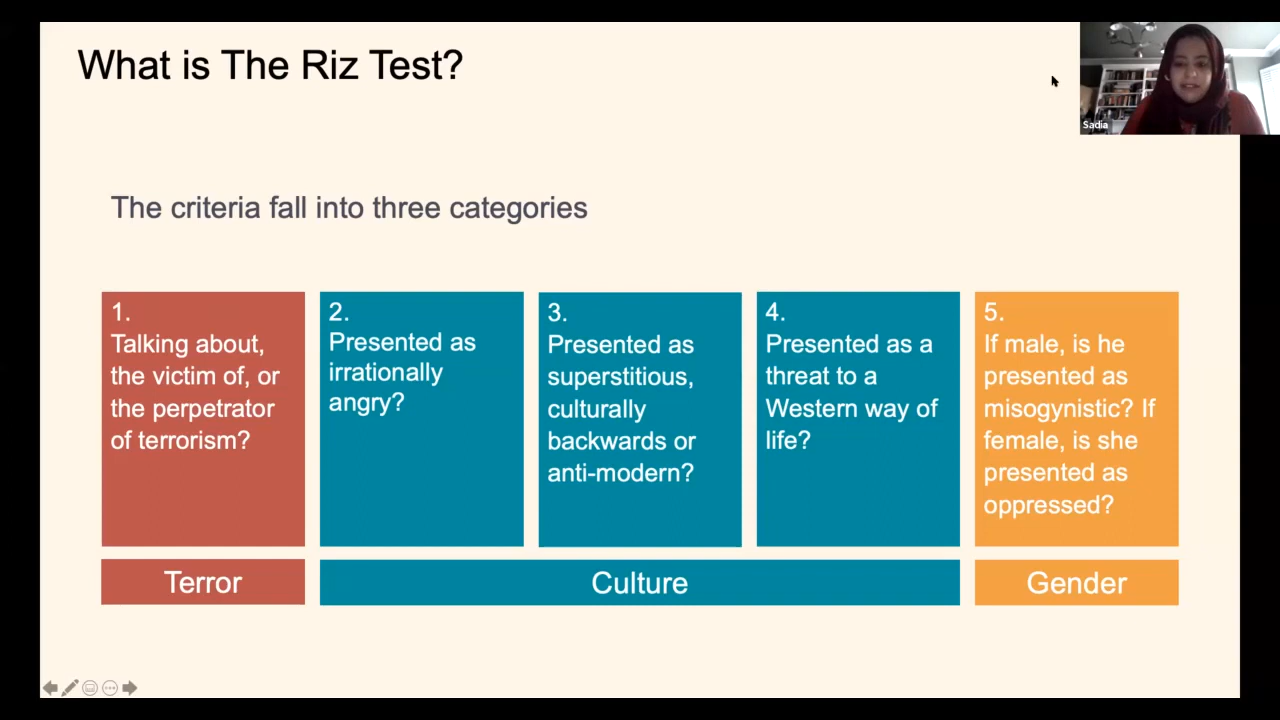 What is The Riz Test?
Sadia
The criteria fall into three categories
1.
Talking about,
the victim of, or
the perpetrator
of terrorism?
2.
Presented as
irrationally
angry?
3.
Presented as
superstitious,
culturally
backwards or
anti-modern?
4.
Presented as a
threat to a
Western way of
life?
5.
If male, is he
presented as
misogynistic? If
female, is she
presented as
oppressed?
Terror
Culture
Gender